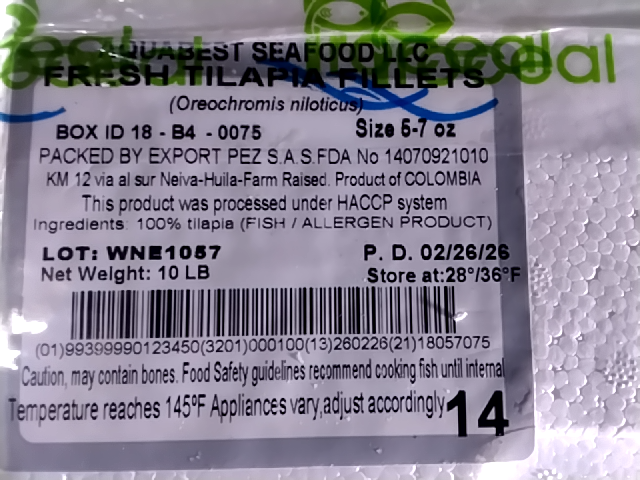 AQUABEST SEAFOOD LLC
FRESH TILAPIA FILLETS
(Oreochromis niloticus)
BOX ID 18 - B4 - 0075 Size 5-7 oz
PACKED BY EXPORT PEZ S.A.S.FDA No 14070921010
KM 12 via al sur Neiva-Huila-Farm Raised. Product of COLOMBIA
This product was processed under HACCP system
Ingredients: 100% tilapia (FISH / ALLERGEN PRODUCT)
LOT: WNE1057 P. D. 02/26/26
Net Weight: 10 LB Store at:28°/36°F
(01)99399990123450(3201)000100(13)260226(21)18057075
Caution, may contain bones. Food Safety guidelines recommend cooking fish until internal
Temperature reaches 145ºF Appliances vary,adjust accordingly 14